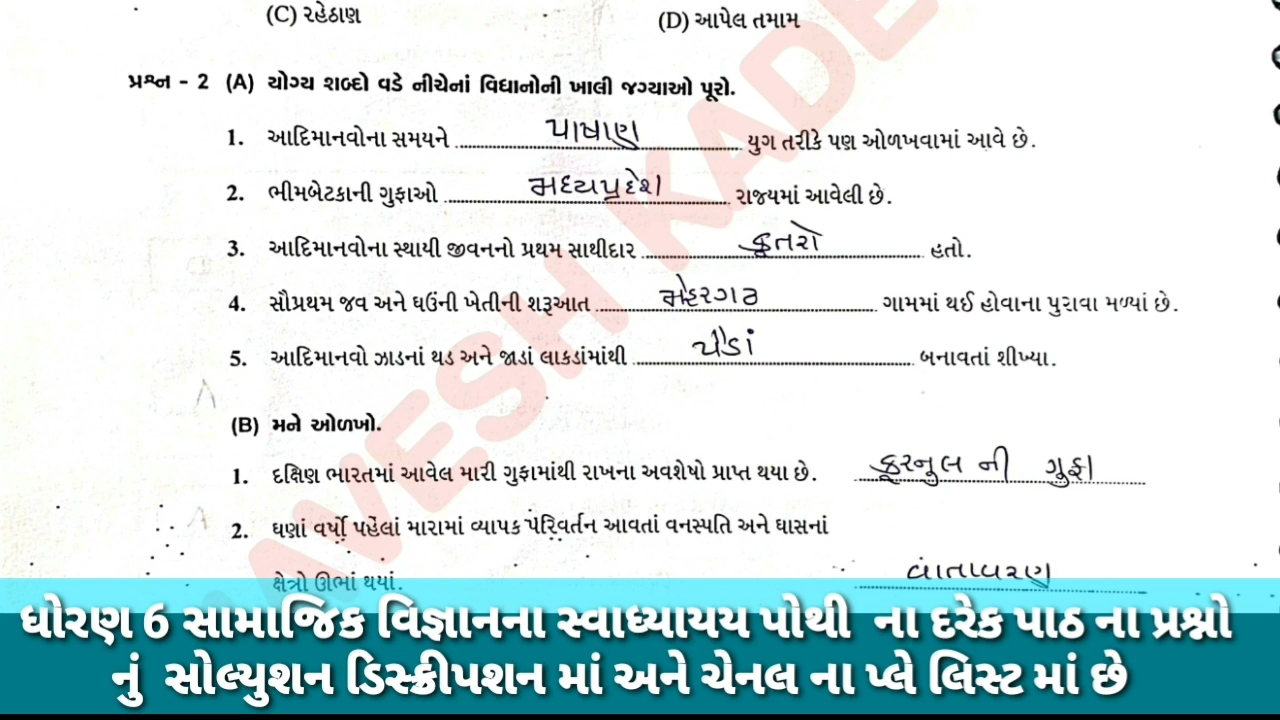 (C) રહેઠાણ (D) આપેલ તમામ
પ્રશ્ન - 2 (A) યોગ્ય શબ્દો વડે નીચેનાં વિધાનોની ખાલી જગ્યાઓ પૂરો.
1. આદિમાનવોના સમયને પાષાણ યુગ તરીકે પણ ઓળખવામાં આવે છે.
2. ભીમબેટકાની ગુફાઓ મધ્યપ્રદેશ રાજ્યમાં આવેલી છે.
3. આદિમાનવોના સ્થાયી જીવનનો પ્રથમ સાથીદાર કૂતરો હતો.
4. સૌપ્રથમ જવ અને ઘઉંની ખેતીની શરૂઆત મેહરગઢ ગામમાં થઈ હોવાના પુરાવા મળ્યાં છે.
5. આદિમાનવો ઝાડનાં થડ અને જાડાં લાકડાંમાંથી પૈડાં બનાવતાં શીખ્યા.
(B) મને ઓળખો.
1. દક્ષિણ ભારતમાં આવેલ મારી ગુફામાંથી રાખના અવશેષો પ્રાપ્ત થયા છે. કૂરનુલ ની ગુફા
2. ઘણાં વર્ષો પહેલાં મારામાં વ્યાપક પરિવર્તન આવતાં વનસ્પતિ અને ઘાસનાં
ક્ષેત્રો ઊભાં થયાં. વાતાવરણ
ધોરણ 6 સામાજિક વિજ્ઞાનના સ્વાધ્યાયય પોથી ના દરેક પાઠ ના પ્રશ્નો
નું સોલ્યુશન ડિસ્ક્રીપશન માં અને ચેનલ ના પ્લે લિસ્ટ માં છે
AVESH KADE